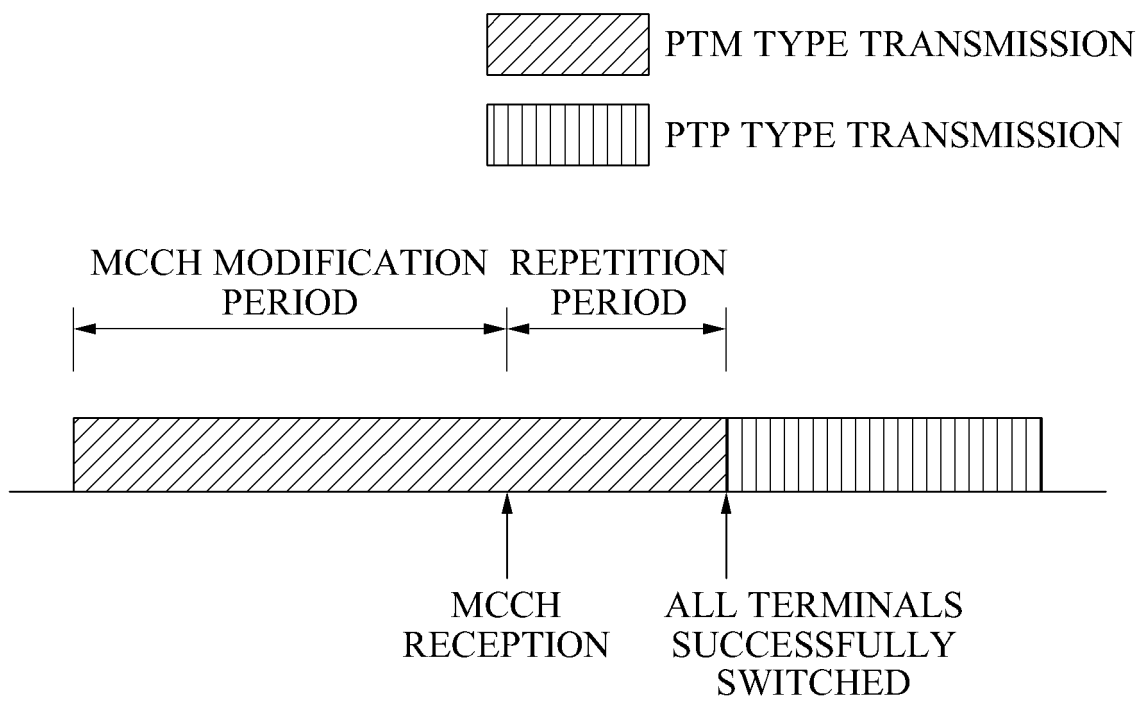 PTM TYPE TRANSMISSION
PTP TYPE TRANSMISSION
MCCH MODIFICATION
PERIOD
REPETITION
PERIOD
MCCH
RECEPTION
ALL TERMINALS
SUCCESSFULLY
SWITCHED